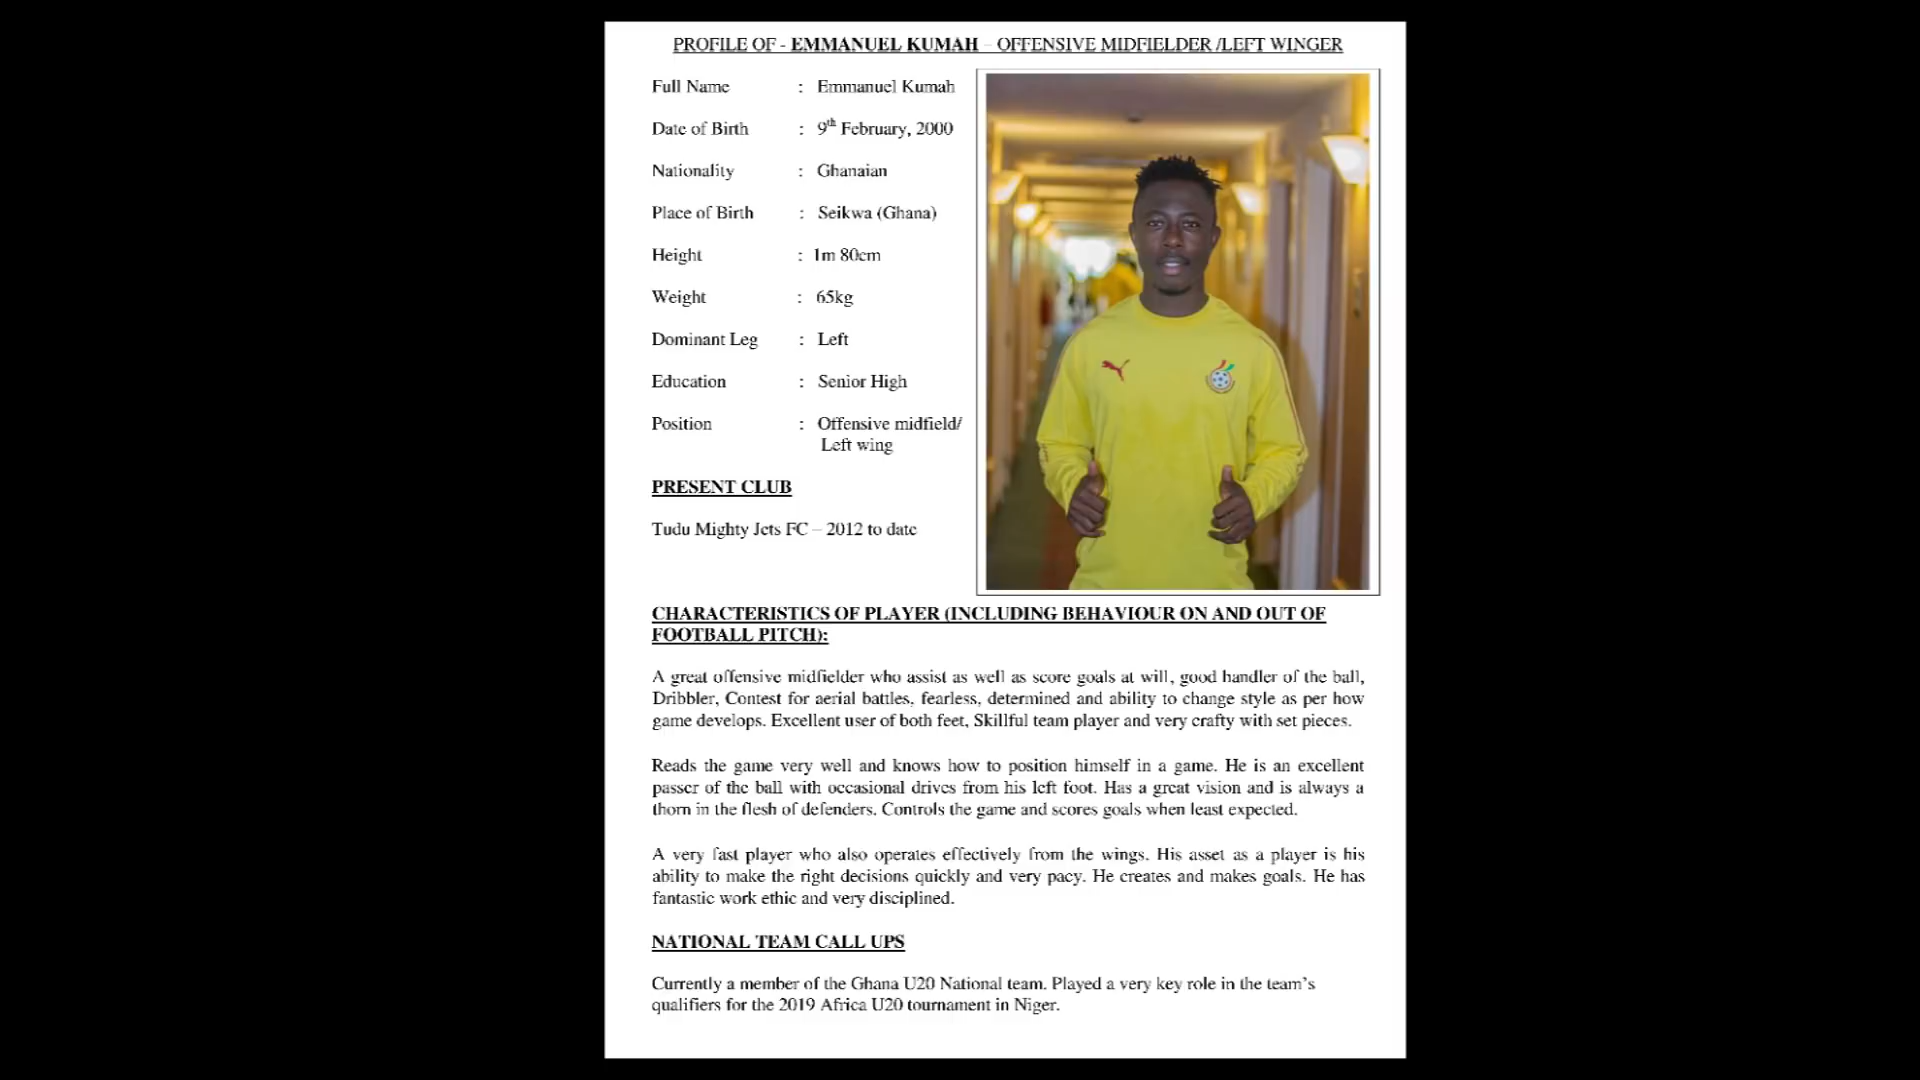 PROFILE OF - EMMANUEL KUMAH – OFFENSIVE MIDFIELDER /LEFT WINGER
Full Name : Emmanuel Kumah
Date of Birth : 9th February, 2000
Nationality : Ghanaian
Place of Birth : Seikwa (Ghana)
Height : 1m 80cm
Weight : 65kg
Dominant Leg : Left
Education : Senior High
Position : Offensive midfield/
Left wing
PRESENT CLUB
Tudu Mighty Jets FC – 2012 to date
CHARACTERISTICS OF PLAYER (INCLUDING BEHAVIOUR ON AND OUT OF
FOOTBALL PITCH):
A great offensive midfielder who assist as well as score goals at will, good handler of the ball,
Dribbler, Contest for aerial battles, fearless, determined and ability to change style as per how
game develops. Excellent user of both feet, Skillful team player and very crafty with set pieces.
Reads the game very well and knows how to position himself in a game. He is an excellent
passer of the ball with occasional drives from his left foot. Has a great vision and is always a
thorn in the flesh of defenders. Controls the game and scores goals when least expected.
A very fast player who also operates effectively from the wings. His asset as a player is his
ability to make the right decisions quickly and very pacy. He creates and makes goals. He has
fantastic work ethic and very disciplined.
NATIONAL TEAM CALL UPS
Currently a member of the Ghana U20 National team. Played a very key role in the team's
qualifiers for the 2019 Africa U20 tournament in Niger.